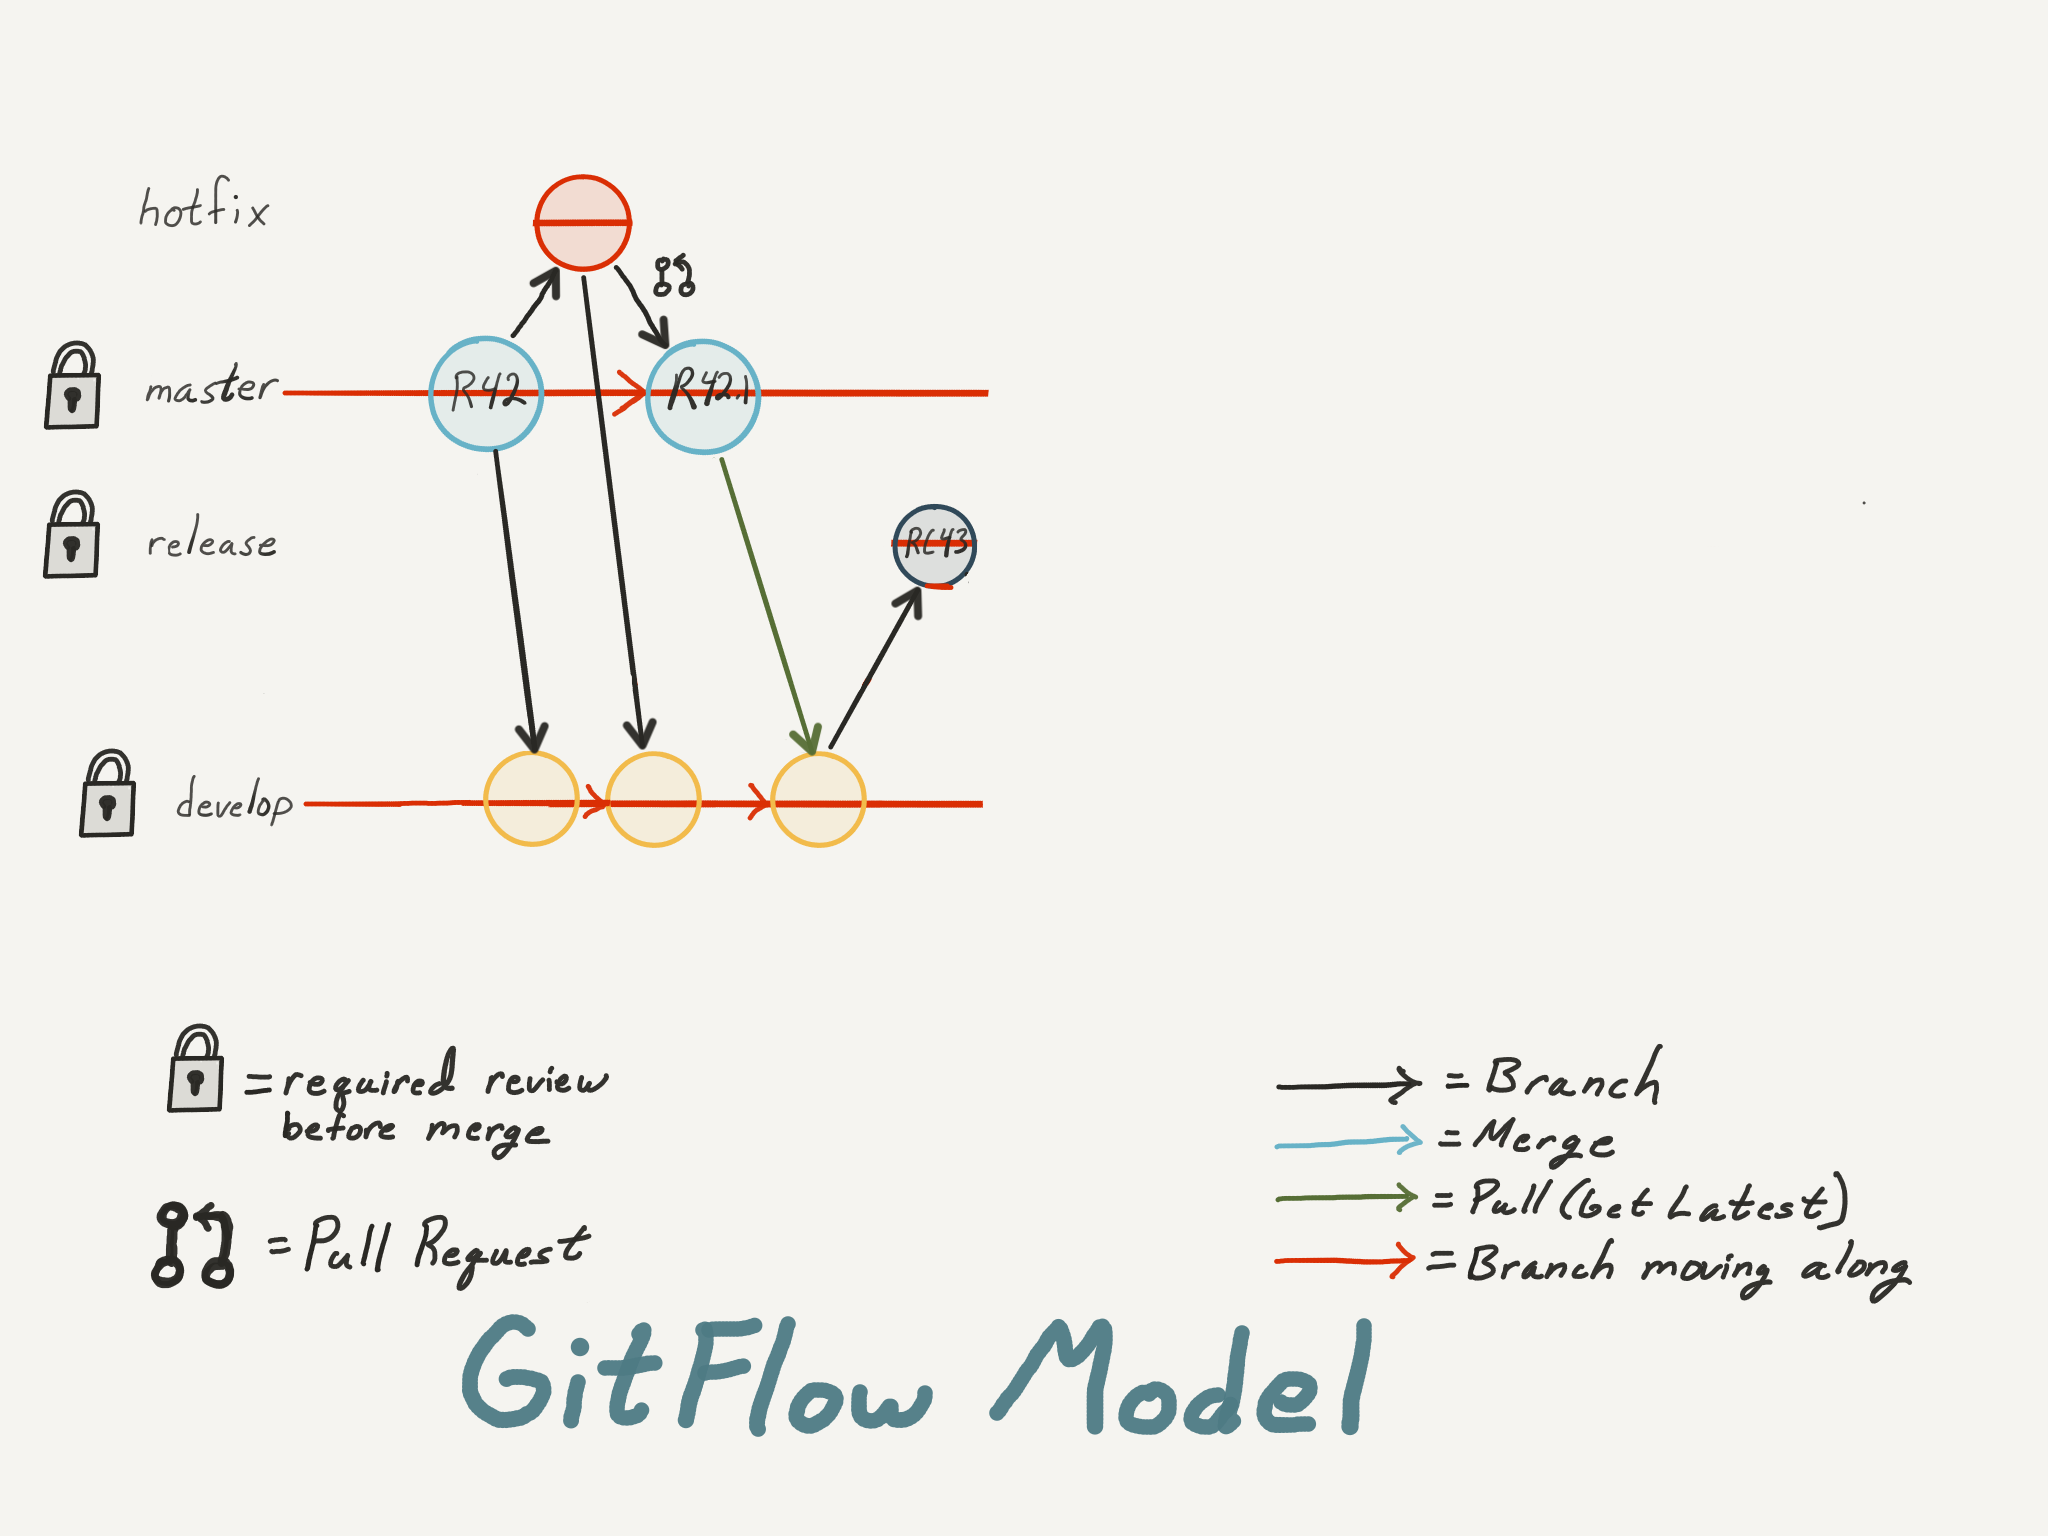 hotfix
master
R42
R42.1
release
RC43
develop
= required review
before merge
= Pull Request
= Branch
= Merge
= Pull (Get Latest)
= Branch moving along
GitFlow Model